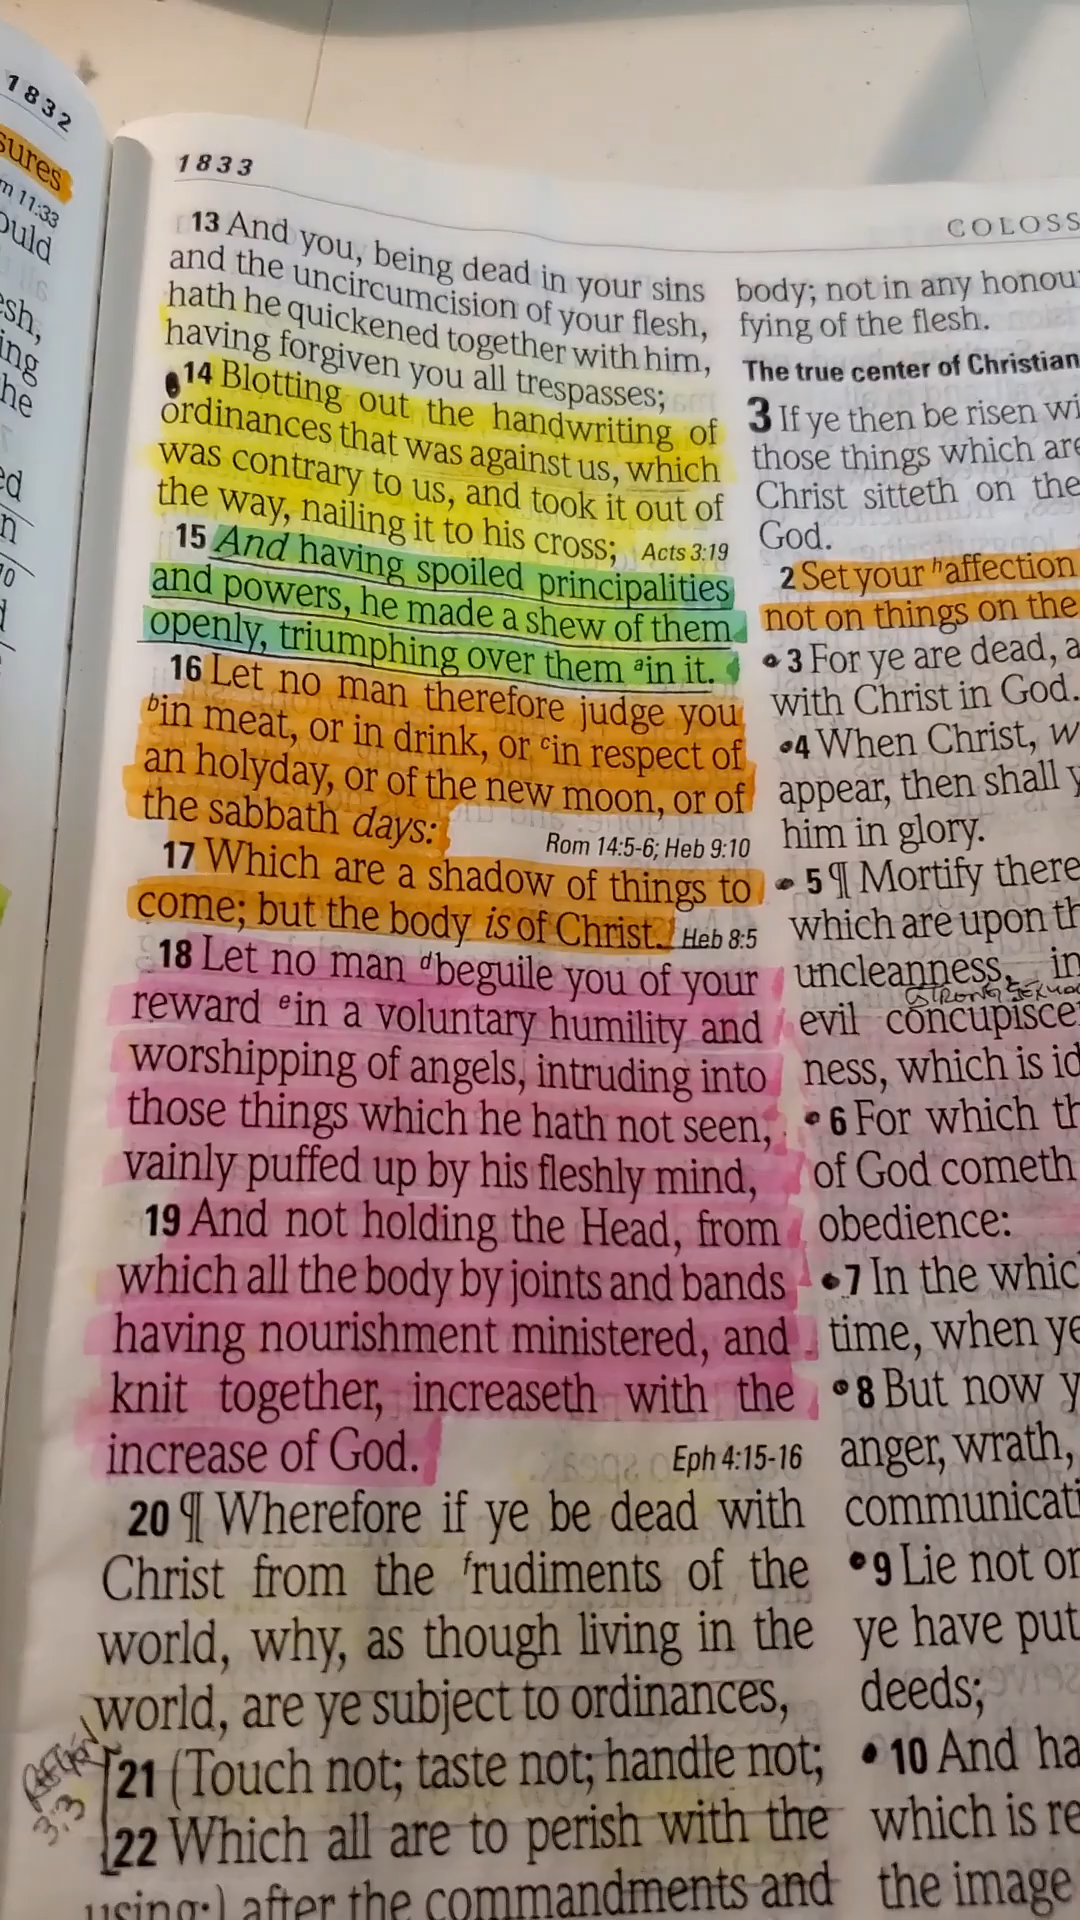 1832
sures
m 11:33
ould
esh,
ing
he
ed
n
10
1833
COLOSS
13 And you, being dead in your sins
and the uncircumcision of your flesh,
hath he quickened together with him,
having forgiven you all trespasses;
14 Blotting out the handwriting of
ordinances that was against us, which
was contrary to us, and took it out of
the way, nailing it to his cross; Acts 3:19
15 And having spoiled principalities
and powers, he made a shew of them
openly, triumphing over them ᵃin it.
16 Let no man therefore judge you
ᵇin meat, or in drink, or ᶜin respect of
an holyday, or of the new moon, or of
the sabbath days: Rom 14:5-6; Heb 9:10
17 Which are a shadow of things to
come; but the body is of Christ. Heb 8:5
18 Let no man ᵈbeguile you of your
reward ᵉin a voluntary humility and
worshipping of angels, intruding into
those things which he hath not seen,
vainly puffed up by his fleshly mind,
19 And not holding the Head, from
which all the body by joints and bands
having nourishment ministered, and
knit together, increaseth with the
increase of God. Eph 4:15-16
20 ¶ Wherefore if ye be dead with
Christ from the ᶠrudiments of the
world, why, as though living in the
world, are ye subject to ordinances,
21 (Touch not; taste not; handle not;
22 Which all are to perish with the
using;) after the commandments and
3:3
body; not in any honou
fying of the flesh.
The true center of Christian
3 If ye then be risen wi
those things which are
Christ sitteth on the
God.
2 Set your ʰaffection
not on things on the
3 For ye are dead, a
with Christ in God.
4 When Christ, w
appear, then shall y
him in glory.
5 ¶ Mortify there
which are upon th
uncleanness, in
STRONG SEXUA
evil concupisce
ness, which is id
6 For which th
of God cometh
obedience:
7 In the whic
time, when ye
8 But now y
anger, wrath,
communicati
9 Lie not on
ye have put
deeds;
10 And ha
which is re
the image